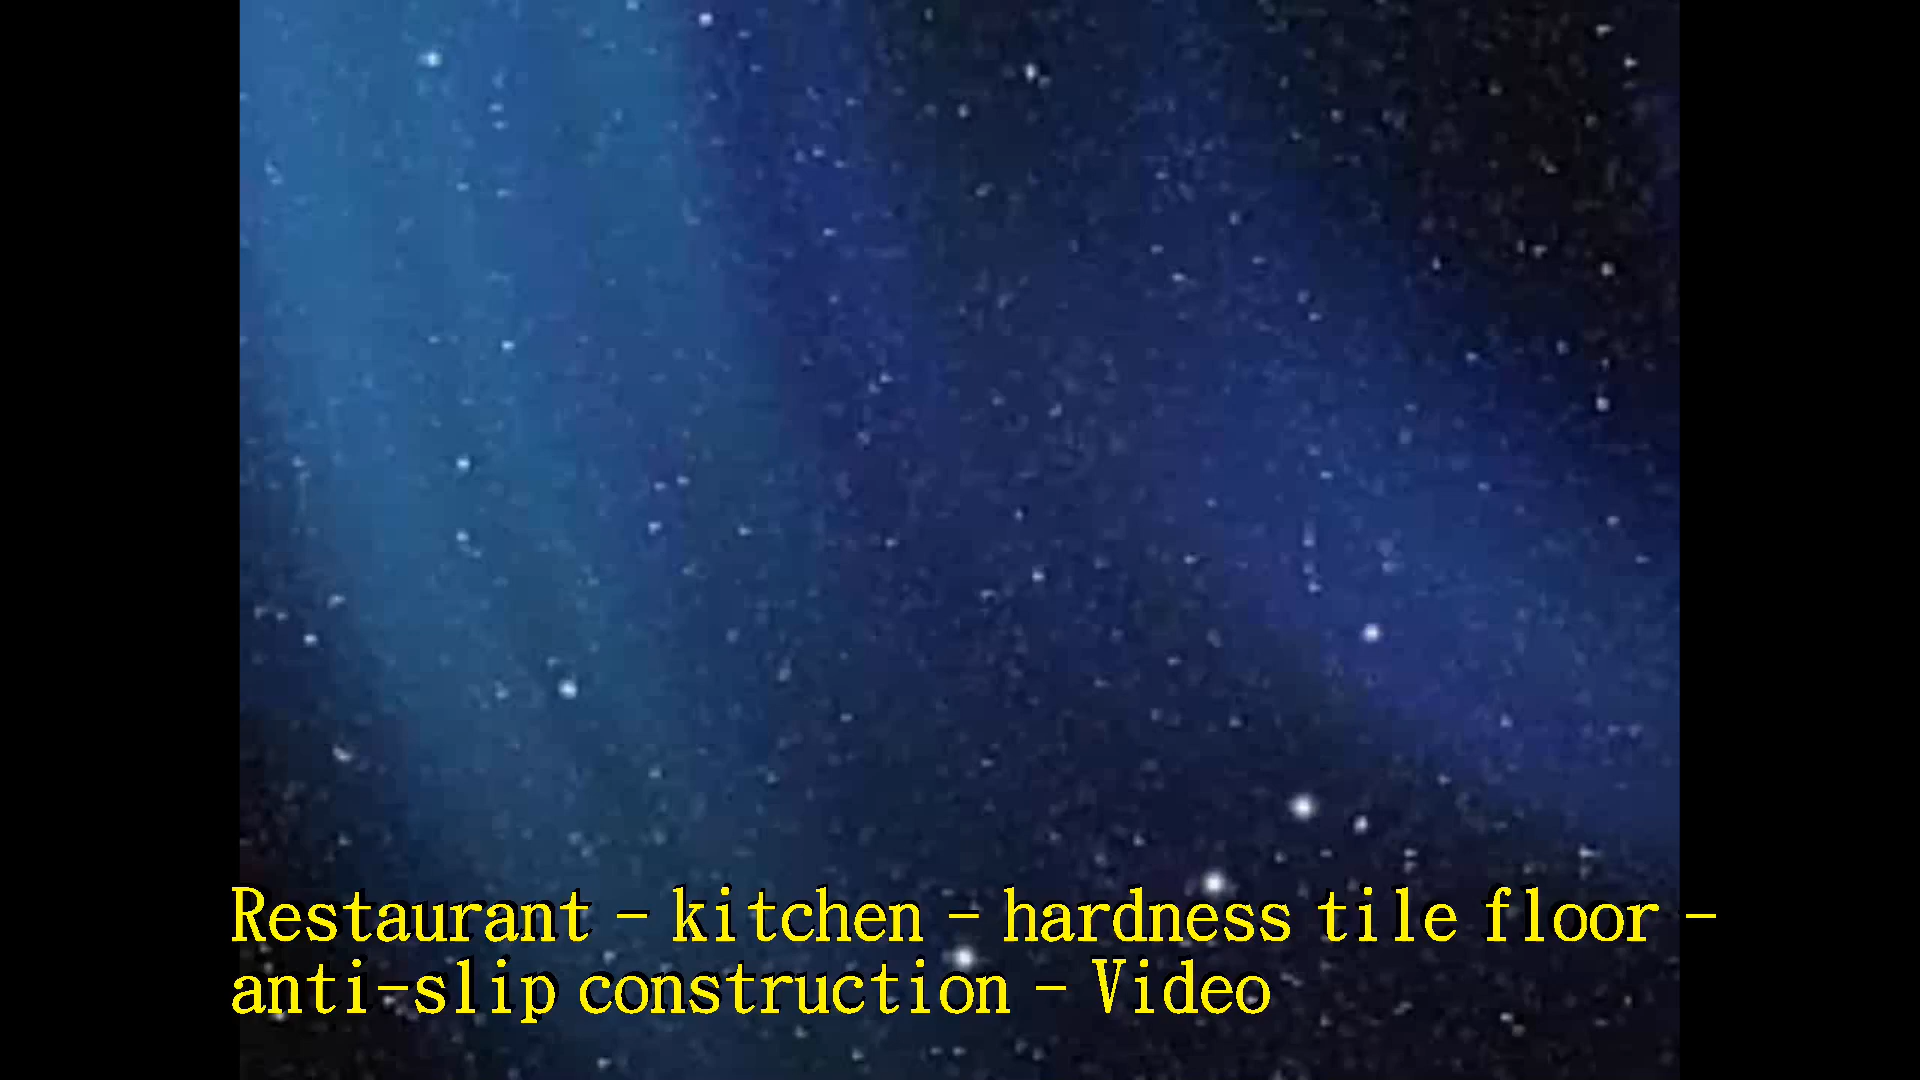 Restaurant - kitchen - hardness tile floor -
anti-slip construction - Video